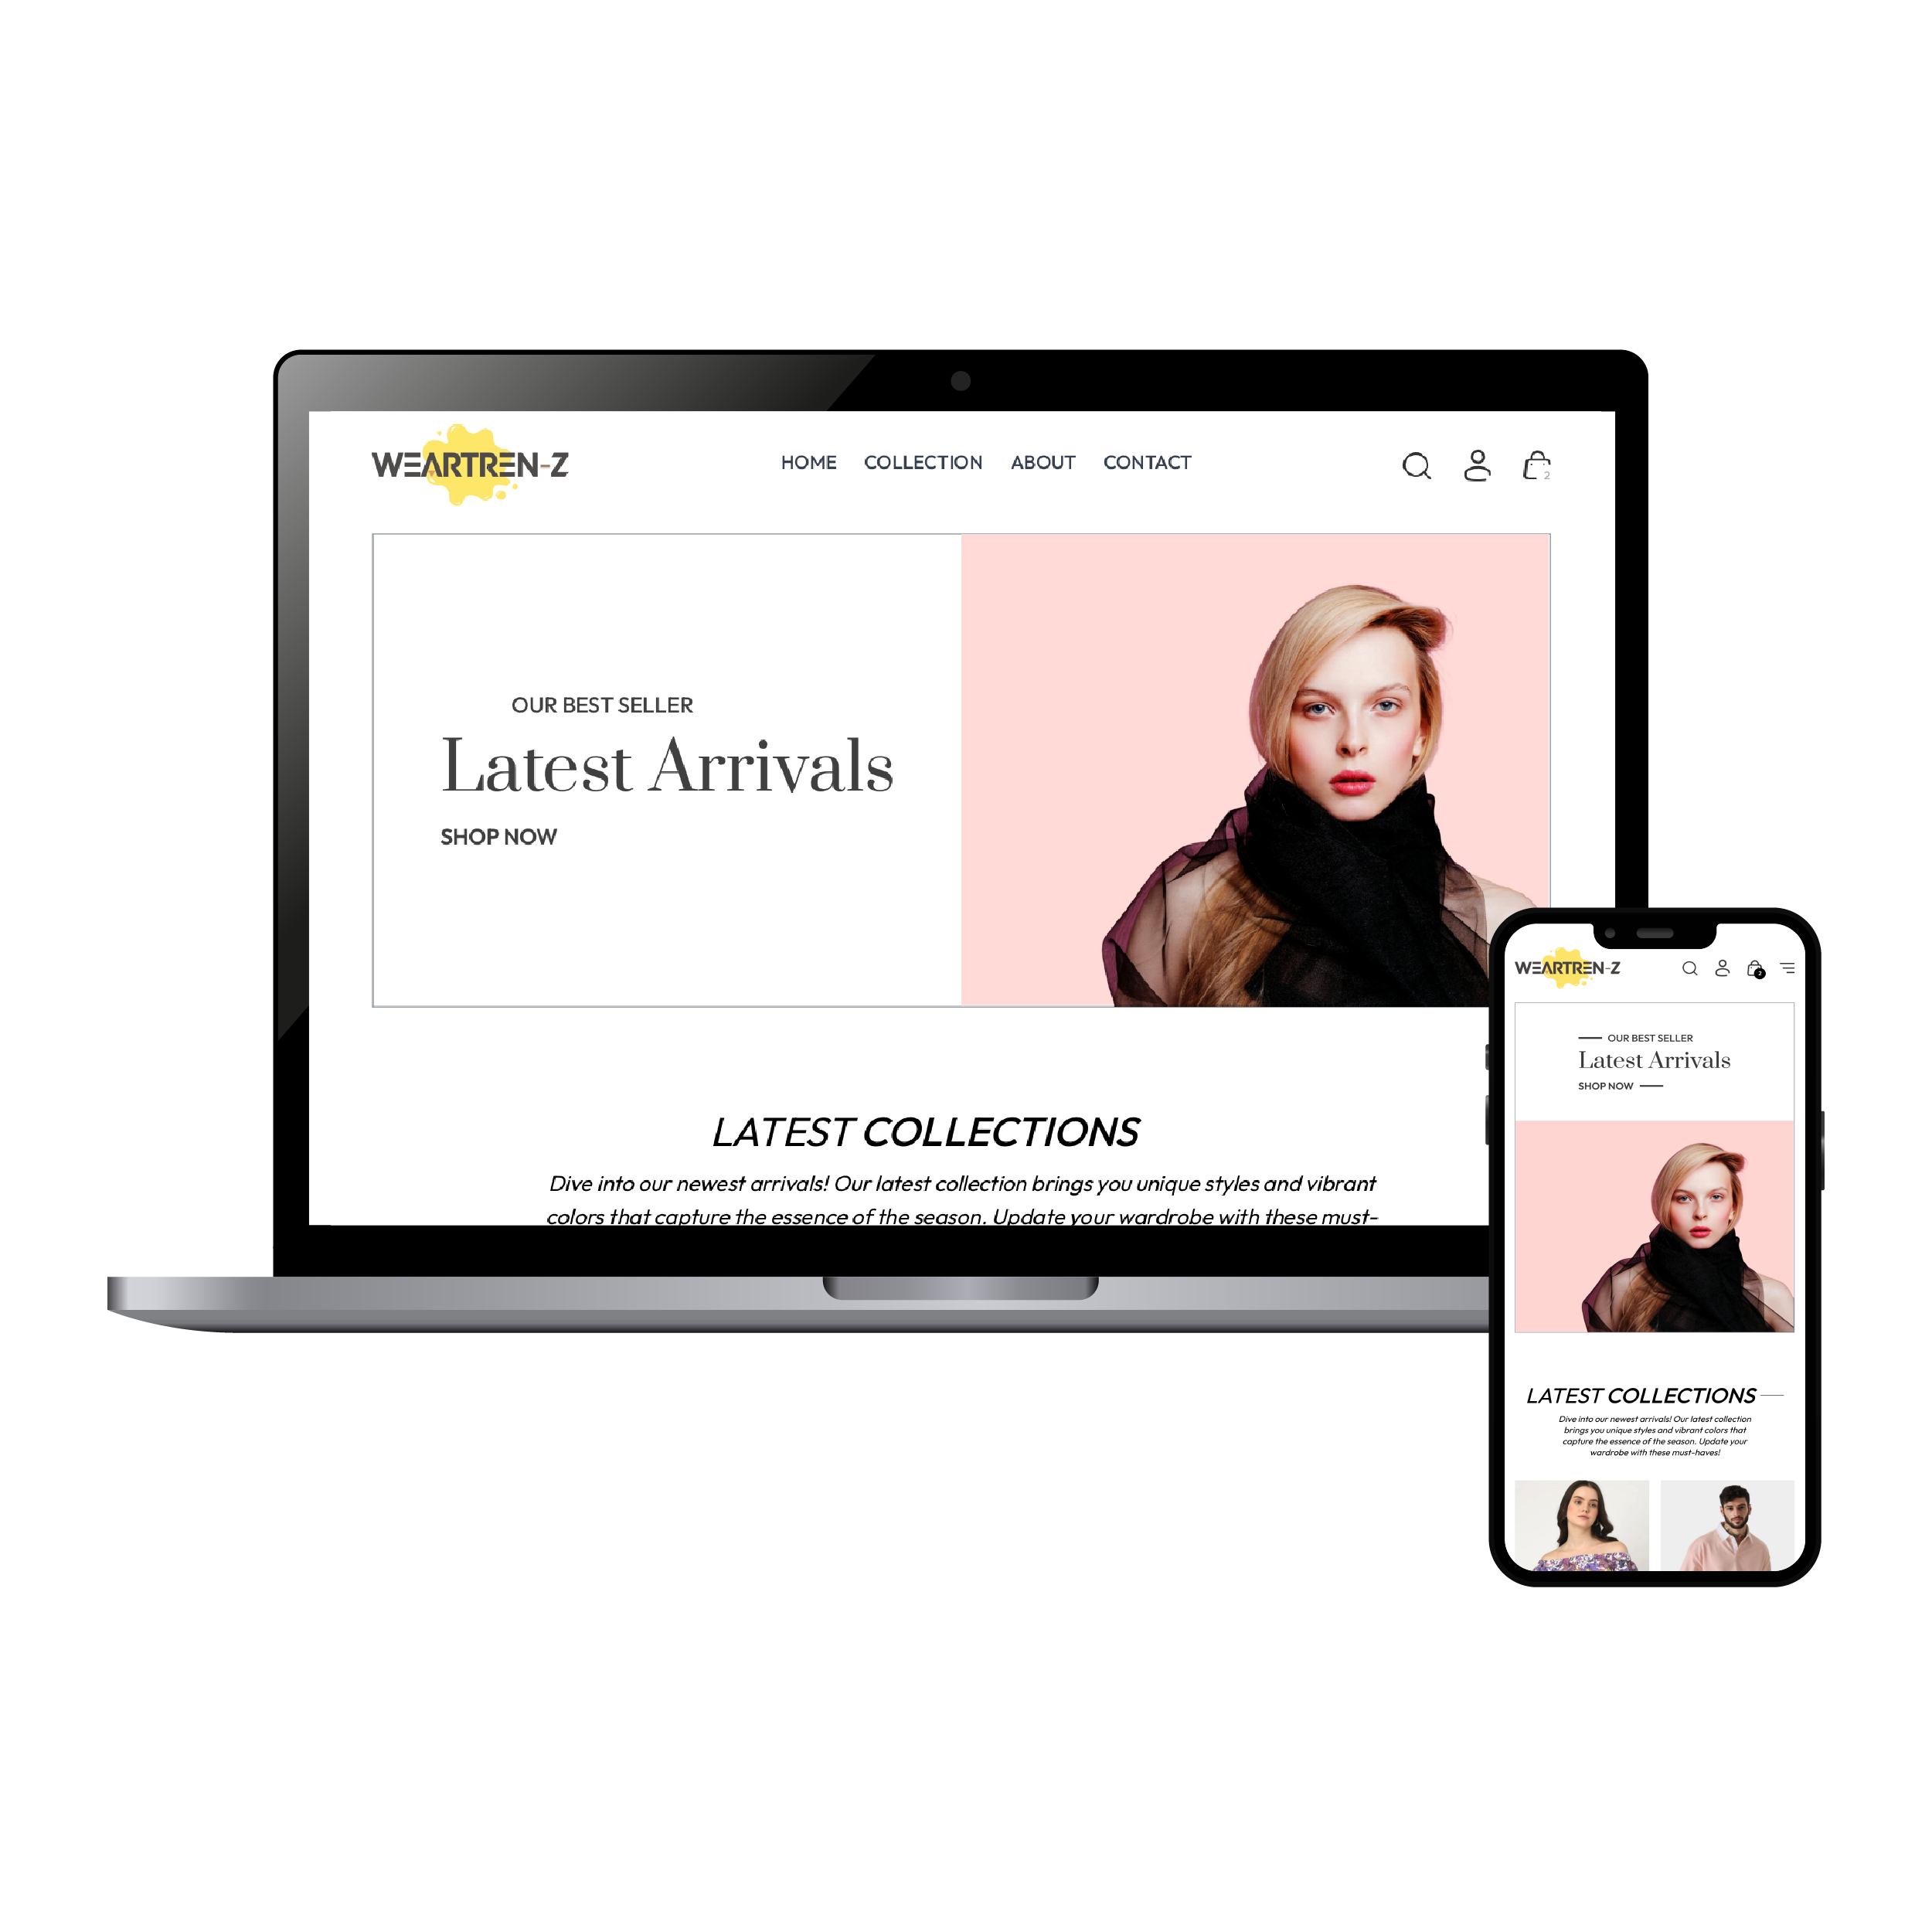 WEARTREN-Z
HOME COLLECTION ABOUT CONTACT
2
OUR BEST SELLER
Latest Arrivals
SHOP NOW
LATEST COLLECTIONS
Dive into our newest arrivals! Our latest collection brings you unique styles and vibrant
colors that capture the essence of the season. Update your wardrobe with these must-
WEARTREN-Z
2
OUR BEST SELLER
Latest Arrivals
SHOP NOW
LATEST COLLECTIONS
Dive into our newest arrivals! Our latest collection
brings you unique styles and vibrant colors that
capture the essence of the season. Update your
wardrobe with these must-haves!